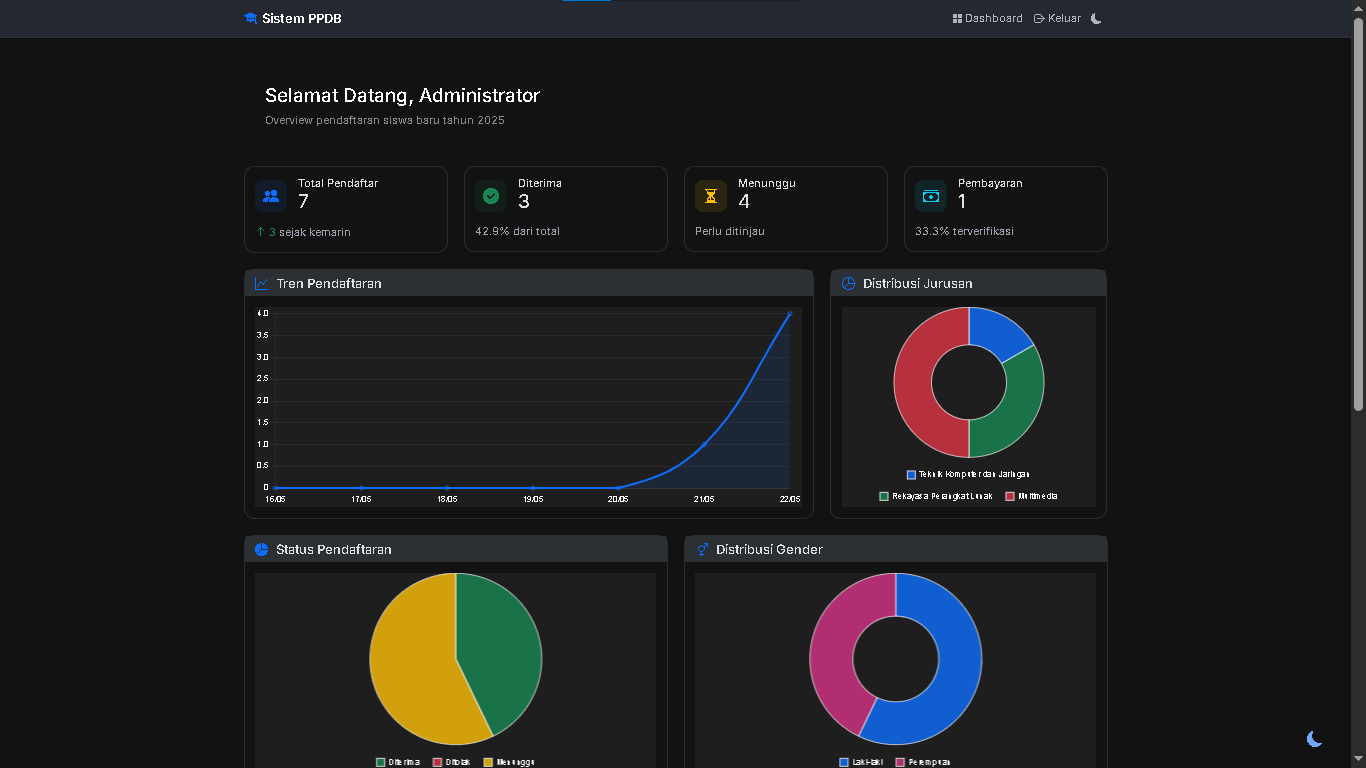 Sistem PPDB
Dashboard Keluar
Selamat Datang, Administrator
Overview pendaftaran siswa baru tahun 2025
Total Pendaftar
7
↑ 3 sejak kemarin
Diterima
3
42.9% dari total
Menunggu
4
Perlu ditinjau
Pembayaran
1
33.3% terverifikasi
Tren Pendaftaran
4.0
3.5
3.0
2.5
2.0
1.5
1.0
0.5
0
16/05 17/05 18/05 19/05 20/05 21/05 22/05
Distribusi Jurusan
Teknik Komputer dan Jaringan
Rekayasa Perangkat Lunak Multimedia
Status Pendaftaran
Diterima Ditolak Menunggu
Distribusi Gender
Laki-laki Perempuan